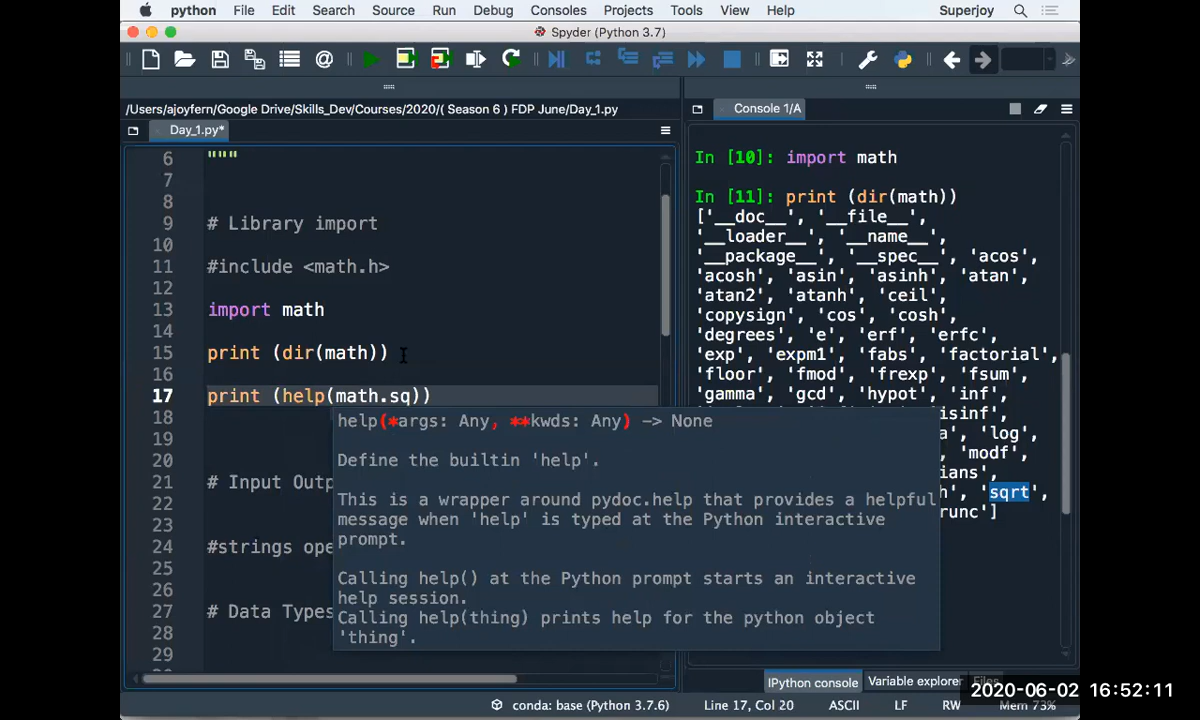 python File Edit Search Source Run Debug Consoles Projects Tools View Help Superjoy
Spyder (Python 3.7)
/Users/ajoyfern/Google Drive/Skills_Dev/Courses/2020/( Season 6 ) FDP June/Day_1.py
Day_1.py*
6 """
7
8
9 # Library import
10
11 #include <math.h>
12
13 import math
14
15 print (dir(math))
16
17 print (help(math.sq))
18
19
20
21 # Input Outp
22
23
24 #strings ope
25
26
27 # Data Types
28
29
help(*args: Any, **kwds: Any) -> None
Define the builtin 'help'.
This is a wrapper around pydoc.help that provides a helpful
message when 'help' is typed at the Python interactive
prompt.
Calling help() at the Python prompt starts an interactive
help session.
Calling help(thing) prints help for the python object
'thing'.
Console 1/A
In [10]: import math
In [11]: print (dir(math))
['__doc__', '__file__',
'__loader__', '__name__',
'__package__', '__spec__', 'acos',
'acosh', 'asin', 'asinh', 'atan',
'atan2', 'atanh', 'ceil',
'copysign', 'cos', 'cosh',
'degrees', 'e', 'erf', 'erfc',
'exp', 'expm1', 'fabs', 'factorial',
'floor', 'fmod', 'frexp', 'fsum',
'gamma', 'gcd', 'hypot', 'inf',
isinf',
a', 'log',
'modf',
ians',
h', 'sqrt',
runc']
IPython console Variable explorer Files
2020-06-02 16:52:11
conda: base (Python 3.7.6) Line 17, Col 20 ASCII LF RW Mem 73%